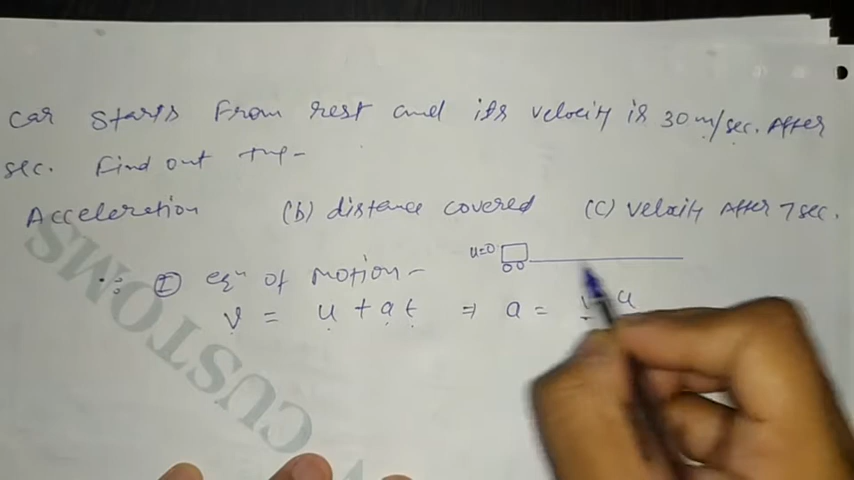 Car starts from rest and its velocity is 30 m/sec. After
sec. Find out the-
Acceleration (b) distance covered (c) Velocity After 7 sec.
∵ I eqⁿ of motion - u=0
v = u + at ⇒ a = u
CUSTOMS